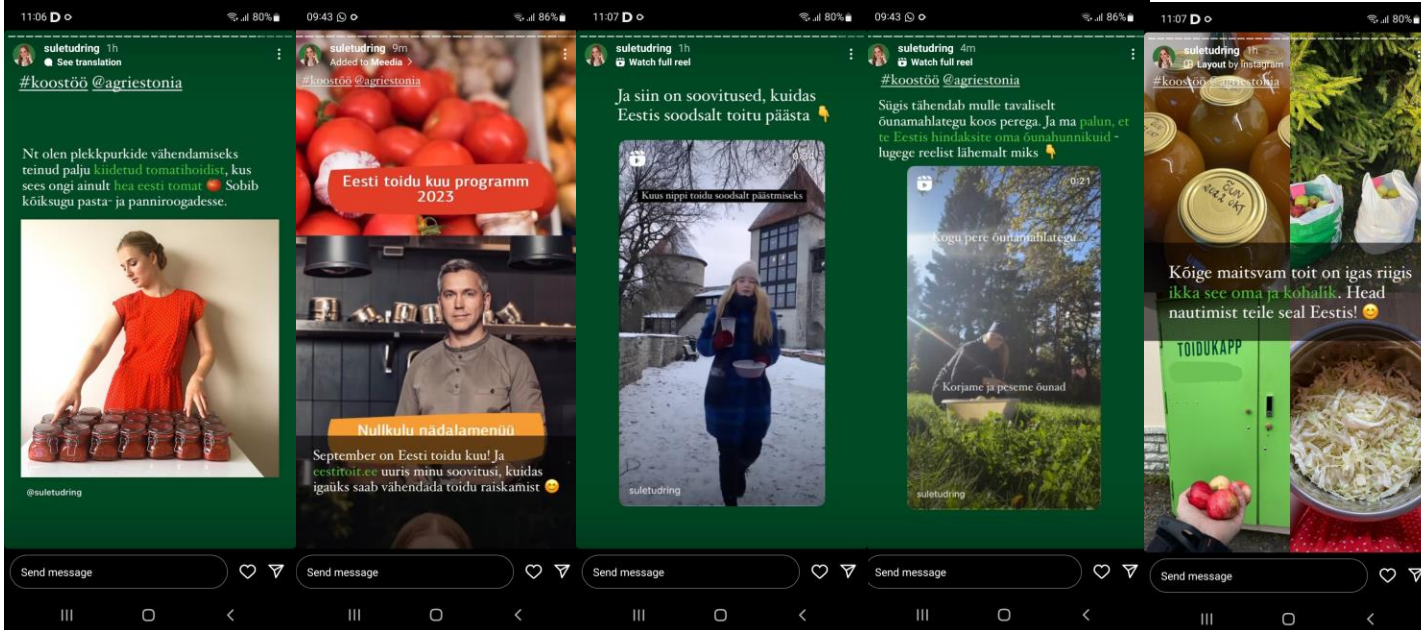 11:06 D
80%
suletudring 1h
See translation
#koostöö @agriestonia
Nt olen plekkpurkide vähendamiseks
teinud palju kiidetud tomatihoidist, kus
sees ongi ainult hea eesti tomat 🍅 Sobib
kõiksugu pasta- ja panniroogadesse.
@suletudring
Send message
09:43
86%
suletudring 9m
Added to Meedia >
#koostöö @agriestonia
Eesti toidu kuu programm
2023
Nullkulu nädalamenüü
September on Eesti toidu kuu! Ja
eestitoit.ee uuris minu soovitusi, kuidas
igaüks saab vähendada toidu raiskamist 😊
Send message
11:07 D
80%
suletudring 1h
Watch full reel
Ja siin on soovitused, kuidas
Eestis soodsalt toitu päästa 👇
Kuus nippi toidu soodsalt päästmiseks
suletudring
Send message
09:43
86%
suletudring 4m
Watch full reel
#koostöö @agriestonia
Sügis tähendab mulle tavaliselt
õunamahlategu koos perega. Ja ma palun, et
te Eestis hindaksite oma õunahunnikuid -
lugege reelist lähemalt miks 👇
0:21
Kogu pere õunamahlategu
Korjame ja peseme õunad
suletudring
Send message
11:07 D
80%
suletudring 1h
Layout by Instagram
#koostöö @agriestonia
ÕUN
2022 OKT
Kõige maitsvam toit on igas riigis
ikka see oma ja kohalik. Head
nautimist teile seal Eestis! 😊
TOIDUKAPP
Send message